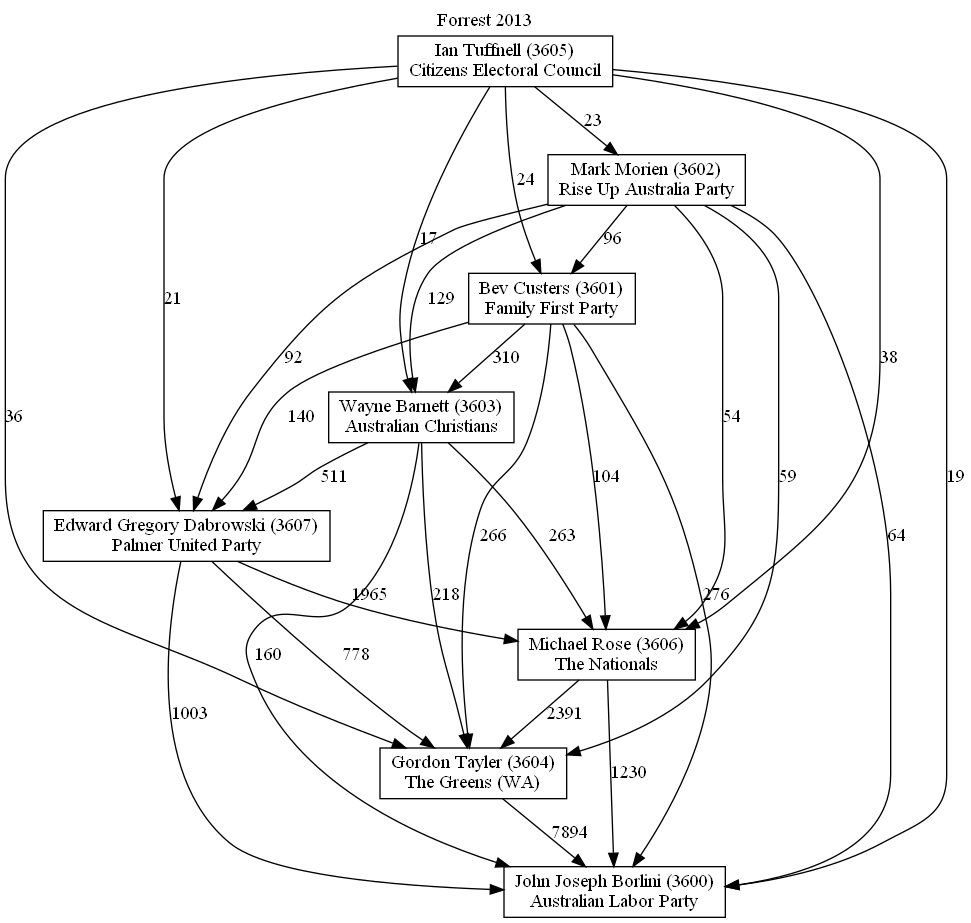 Forrest 2013
Ian Tuffnell (3605)
Citizens Electoral Council
23
Mark Morien (3602)
Rise Up Australia Party
24
17
96
Bev Custers (3601)
Family First Party
21
129
92
310
38
Wayne Barnett (3603)
Australian Christians
36
140
54
511
104
59
19
Edward Gregory Dabrowski (3607)
Palmer United Party
266
263
64
1965
218
276
Michael Rose (3606)
The Nationals
160
778
1003
2391
Gordon Tayler (3604)
The Greens (WA)
1230
7894
John Joseph Borlini (3600)
Australian Labor Party